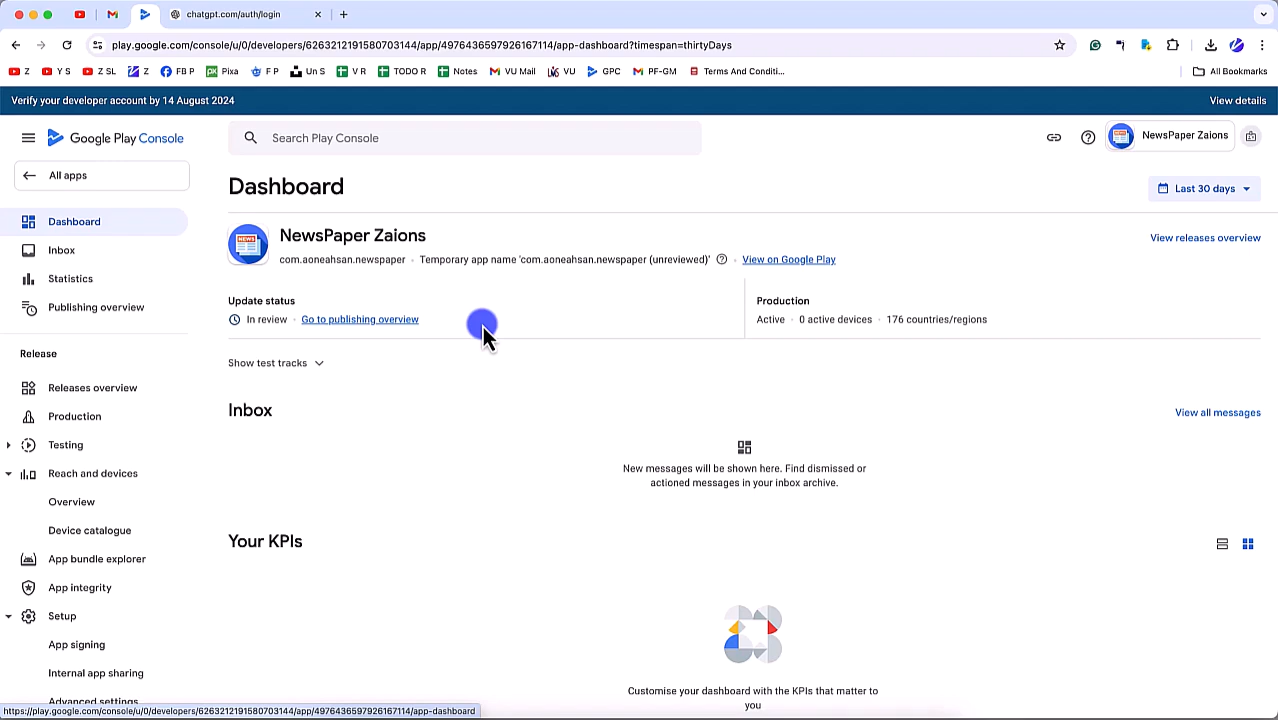 chatgpt.com/auth/login
play.google.com/console/u/0/developers/6263212191580703144/app/4976436597926167114/app-dashboard?timespan=thirtyDays
Z
Y S
Z SL
Z
FB P
Pixa
F P
Un S
V R
TODO R
Notes
VU Mail
VU
GPC
PF-GM
Terms And Conditi...
All Bookmarks
Verify your developer account by 14 August 2024
View details
Google Play Console
Search Play Console
NewsPaper Zaions
All apps
Dashboard
Last 30 days
Dashboard
Inbox
Statistics
Publishing overview
Release
Releases overview
Production
Testing
Reach and devices
Overview
Device catalogue
App bundle explorer
App integrity
Setup
App signing
Internal app sharing
Advanced settings
NEWS
NewsPaper Zaions
View releases overview
com.aoneahsan.newspaper · Temporary app name 'com.aoneahsan.newspaper (unreviewed)' · View on Google Play
Update status
In review · Go to publishing overview
Production
Active · 0 active devices · 176 countries/regions
Show test tracks
Inbox
View all messages
New messages will be shown here. Find dismissed or
actioned messages in your inbox archive.
Your KPIs
Customise your dashboard with the KPIs that matter to
you
https://play.google.com/console/u/0/developers/6263212191580703144/app/4976436597926167114/app-dashboard